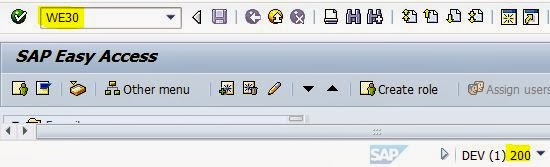 WE30
SAP Easy Access
Other menu Create role Assign users
SAP DEV (1) 200